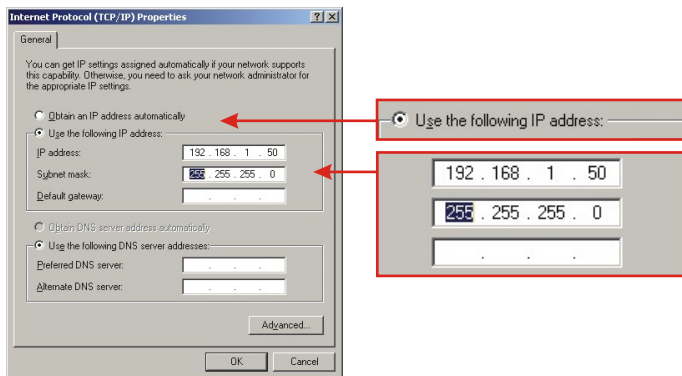 Internet Protocol (TCP/IP) Properties
General
You can get IP settings assigned automatically if your network supports
this capability. Otherwise, you need to ask your network administrator for
the appropriate IP settings.
Obtain an IP address automatically
Use the following IP address:
IP address: 192 . 168 . 1 . 50
Subnet mask: 255 . 255 . 255 . 0
Default gateway: . . .
Obtain DNS server address automatically
Use the following DNS server addresses:
Preferred DNS server: . . .
Alternate DNS server: . . .
Advanced...
OK Cancel
Use the following IP address:
192 . 168 . 1 . 50
255 . 255 . 255 . 0
. . .